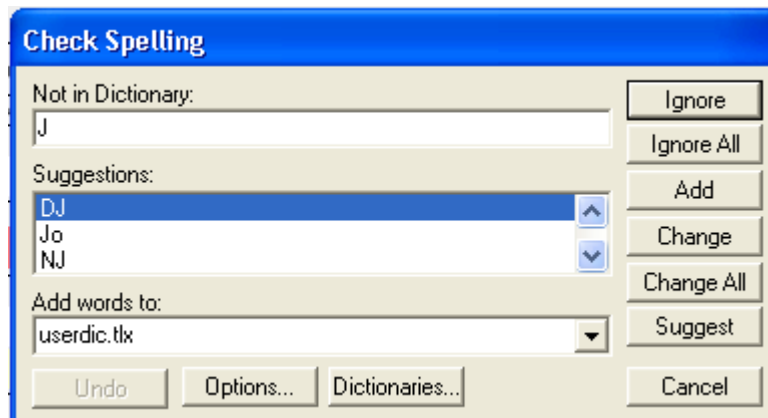 Check Spelling
Not in Dictionary:
J
Suggestions:
DJ
Jo
NJ
Add words to:
userdic.tlx
Undo
Options...
Dictionaries...
Ignore
Ignore All
Add
Change
Change All
Suggest
Cancel